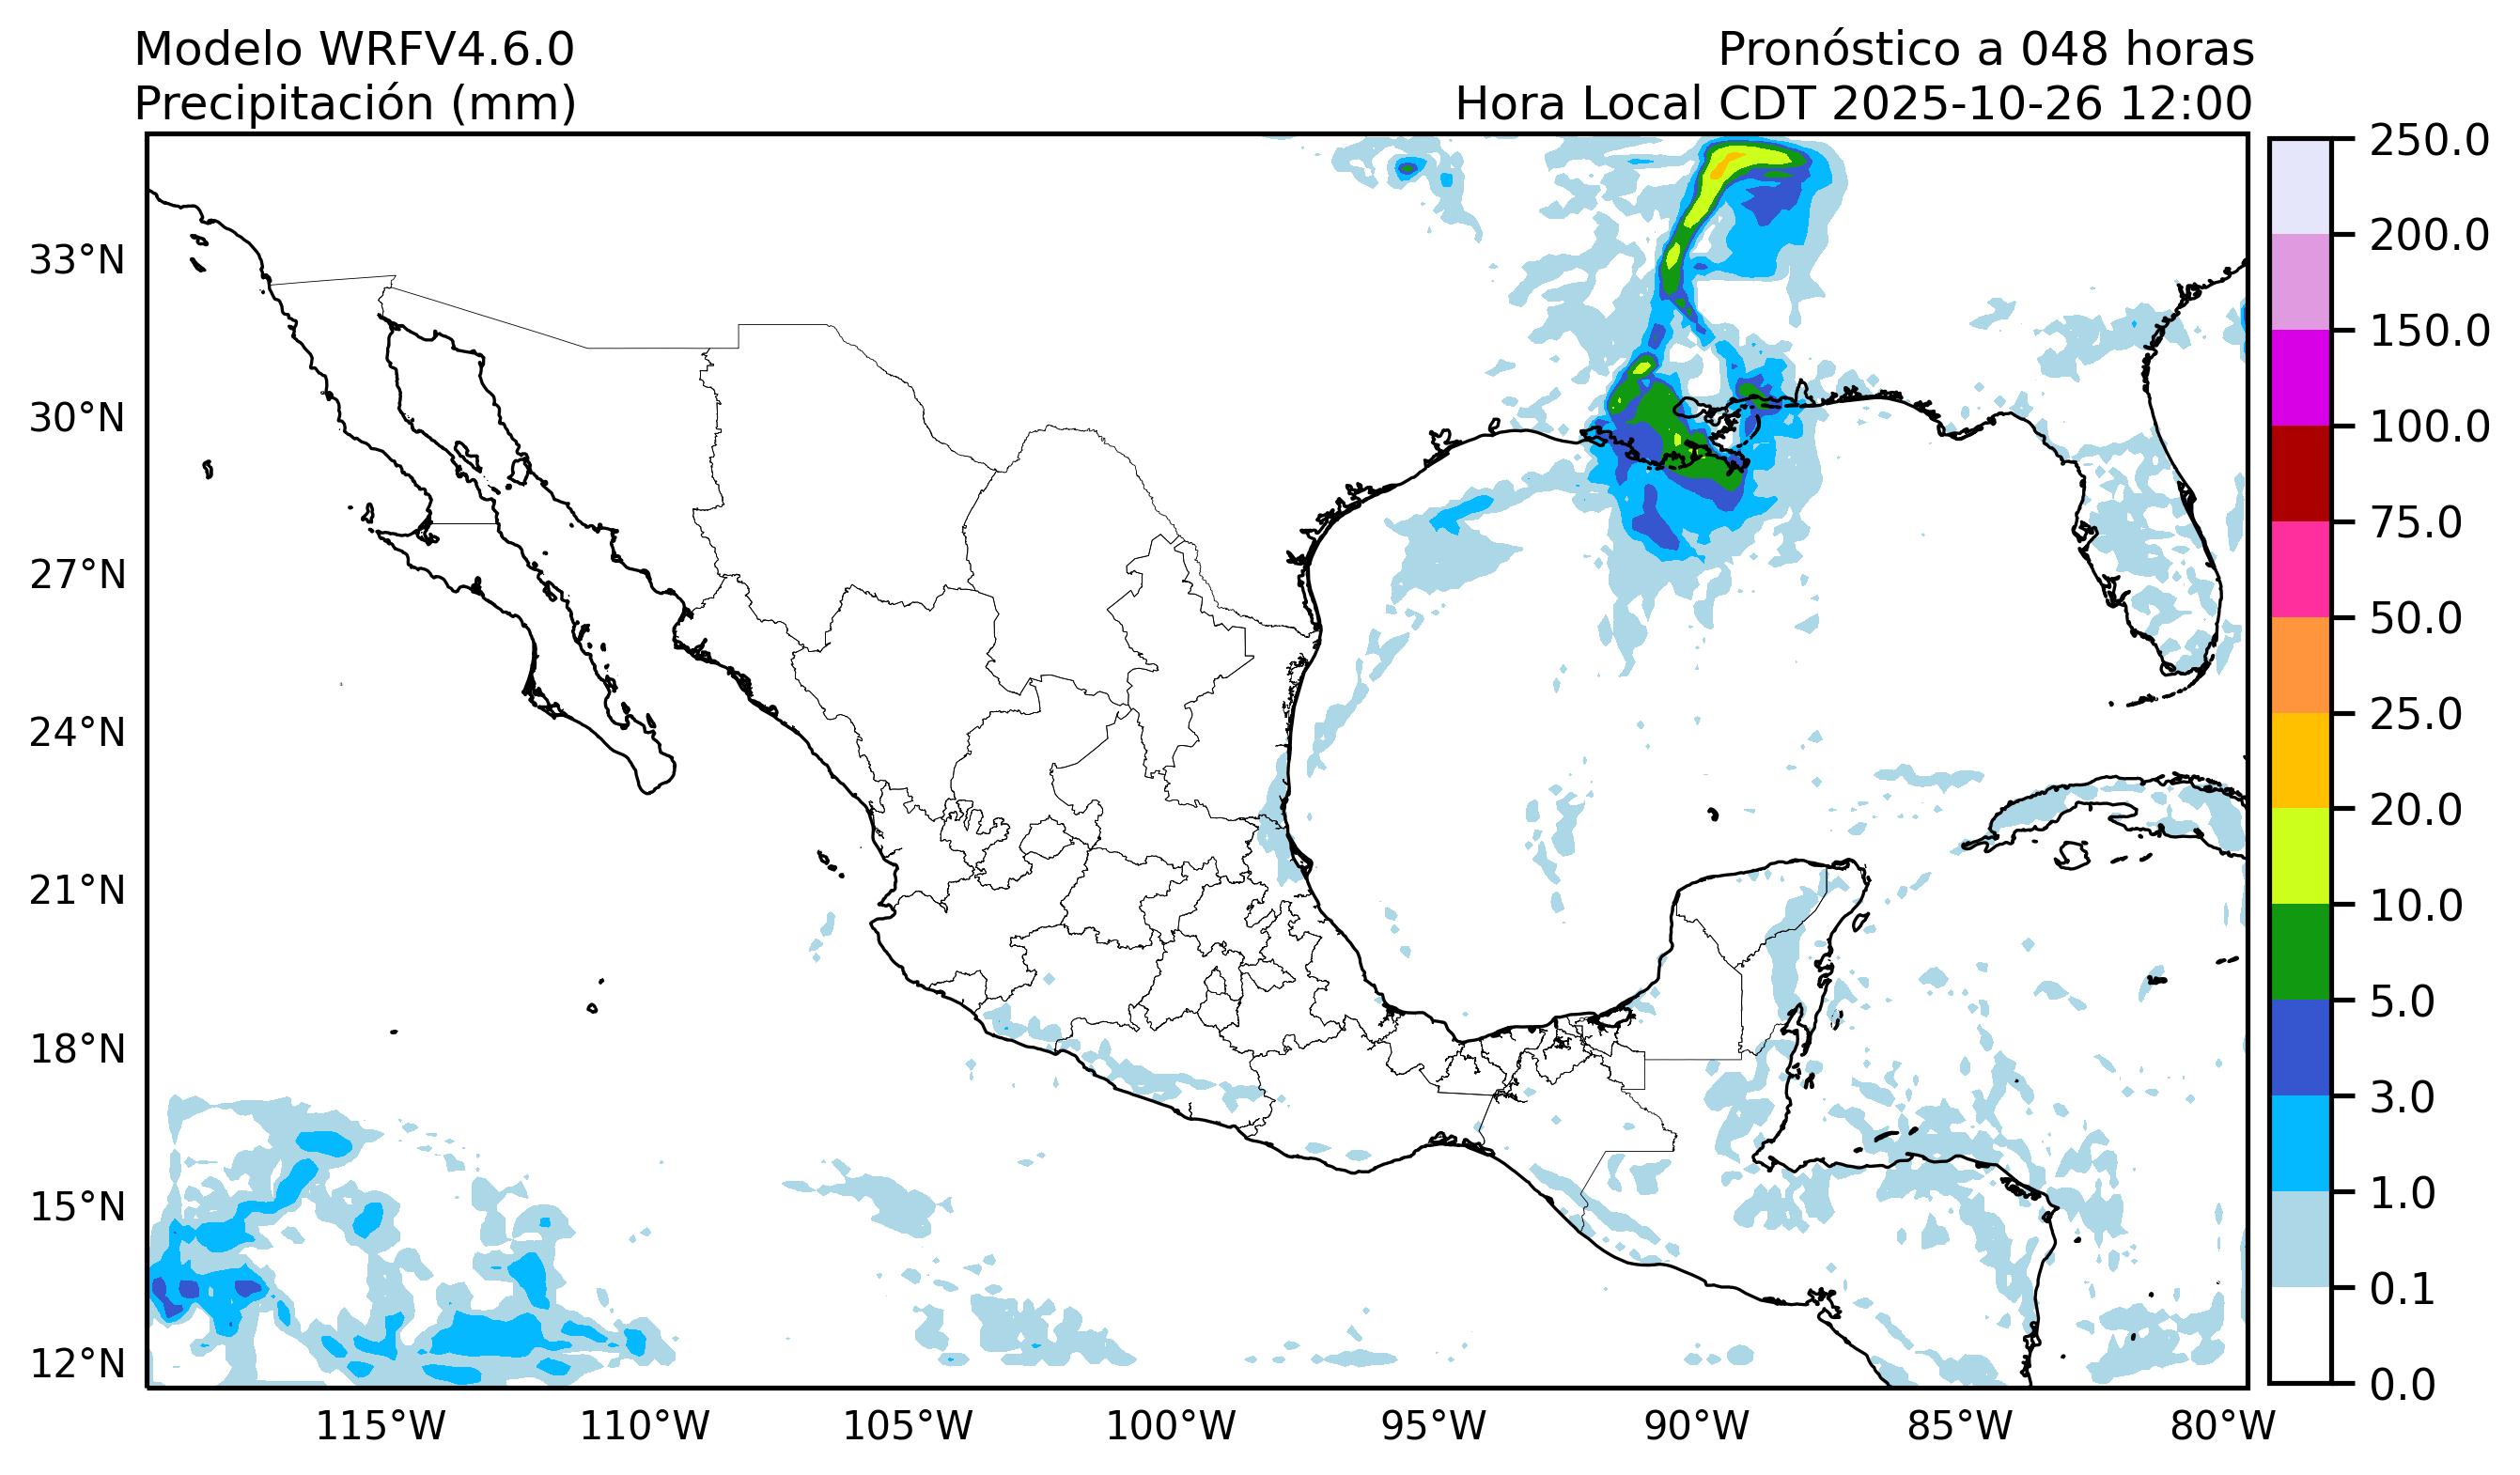 Modelo WRFV4.6.0
Precipitación (mm)
Pronóstico a 048 horas
Hora Local CDT 2025-10-26 12:00
33°N
30°N
27°N
24°N
21°N
18°N
15°N
12°N
115°W
110°W
105°W
100°W
95°W
90°W
85°W
80°W
250.0
200.0
150.0
100.0
75.0
50.0
25.0
20.0
10.0
5.0
3.0
1.0
0.1
0.0